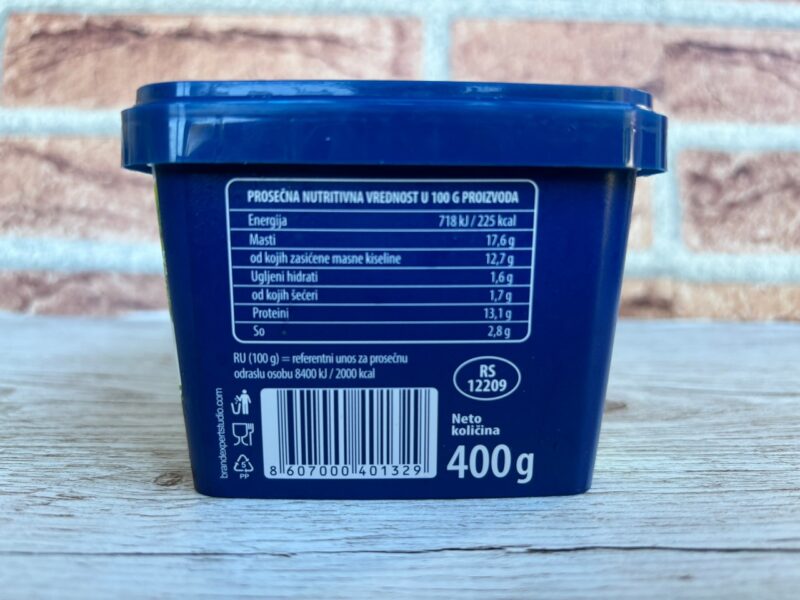 PROSEČNA NUTRITIVNA VREDNOST U 100 G PROIZVODA
Energija 718 kJ / 225 kcal
Masti 17,6 g
od kojih zasićene masne kiseline 12,7 g
Ugljeni hidrati 1,6 g
od kojih šećeri 1,7 g
Proteini 13,1 g
So 2,8 g
RU (100 g) = referentni unos za prosečnu
odraslu osobu 8400 kJ / 2000 kcal
RS
12209
brandexpertstudio.com
5
PP
8 607000 401329
Neto
količina
400 g